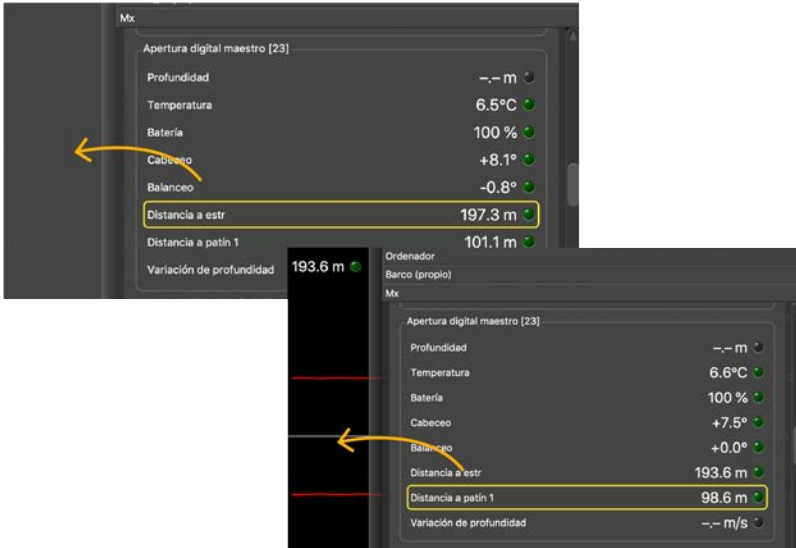 Mx
Apertura digital maestro [23]
Profundidad –.– m
Temperatura 6.5°C
Batería 100 %
Cabeceo +8.1°
Balanceo -0.8°
Distancia a estr 197.3 m
Distancia a patín 1 101.1 m
Variación de profundidad
193.6 m
Ordenador
Barco (propio)
Mx
Apertura digital maestro [23]
Profundidad –.– m
Temperatura 6.6°C
Batería 100 %
Cabeceo +7.5°
Balanceo +0.0°
Distancia a estr 193.6 m
Distancia a patín 1 98.6 m
Variación de profundidad –.– m/s